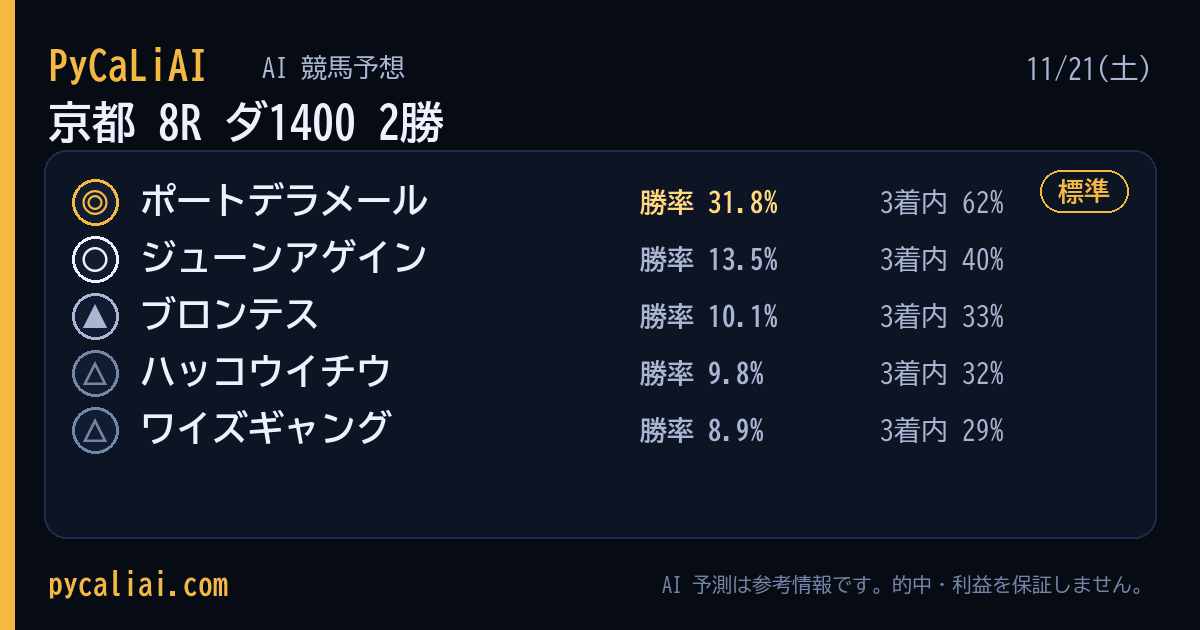 PyCaLiAI AI 競馬予想 11/21(土)
京都 8R ダ1400 2勝
◎ ポートデラメール 勝率 31.8% 3着内 62% 標準
○ ジューンアゲイン 勝率 13.5% 3着内 40%
▲ ブロンテス 勝率 10.1% 3着内 33%
△ ハッコウイチウ 勝率 9.8% 3着内 32%
△ ワイズギャング 勝率 8.9% 3着内 29%
pycaliai.com AI 予測は参考情報です。的中・利益を保証しません。